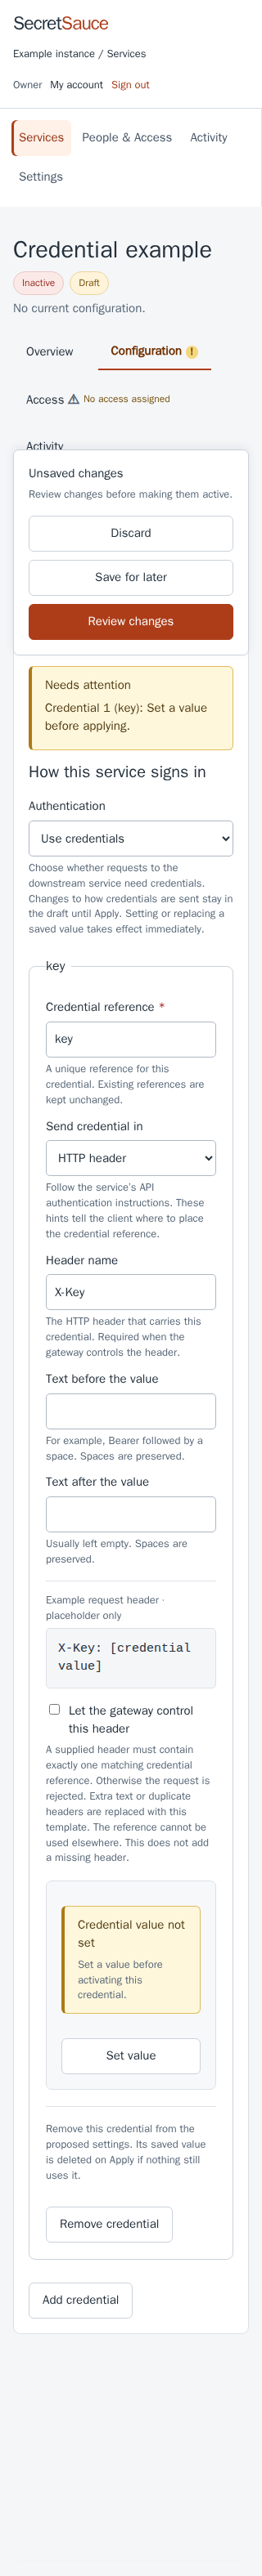 SecretSauce
Example instance / Services
Owner My account Sign out
Services People & Access Activity
Settings
Credential example
Inactive Draft
No current configuration.
Overview Configuration !
Access ⚠ No access assigned
Activity
Unsaved changes
Review changes before making them active.
Discard
Save for later
Review changes
Needs attention
Credential 1 (key): Set a value
before applying.
How this service signs in
Authentication
Use credentials
Choose whether requests to the
downstream service need credentials.
Changes to how credentials are sent stay in
the draft until Apply. Setting or replacing a
saved value takes effect immediately.
key
Credential reference *
key
A unique reference for this
credential. Existing references are
kept unchanged.
Send credential in
HTTP header
Follow the service's API
authentication instructions. These
hints tell the client where to place
the credential reference.
Header name
X-Key
The HTTP header that carries this
credential. Required when the
gateway controls the header.
Text before the value
For example, Bearer followed by a
space. Spaces are preserved.
Text after the value
Usually left empty. Spaces are
preserved.
Example request header ·
placeholder only
X-Key: [credential
value]
Let the gateway control
this header
A supplied header must contain
exactly one matching credential
reference. Otherwise the request is
rejected. Extra text or duplicate
headers are replaced with this
template. The reference cannot be
used elsewhere. This does not add
a missing header.
Credential value not
set
Set a value before
activating this
credential.
Set value
Remove this credential from the
proposed settings. Its saved value
is deleted on Apply if nothing still
uses it.
Remove credential
Add credential